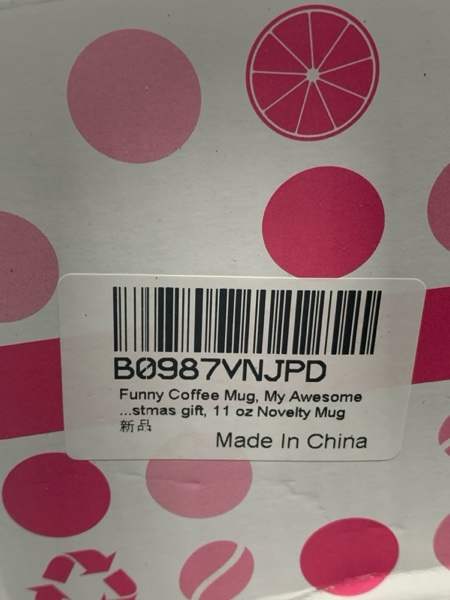 B0987VNJPD
Funny Coffee Mug, My Awesome
...stmas gift, 11 oz Novelty Mug
新品
Made In China